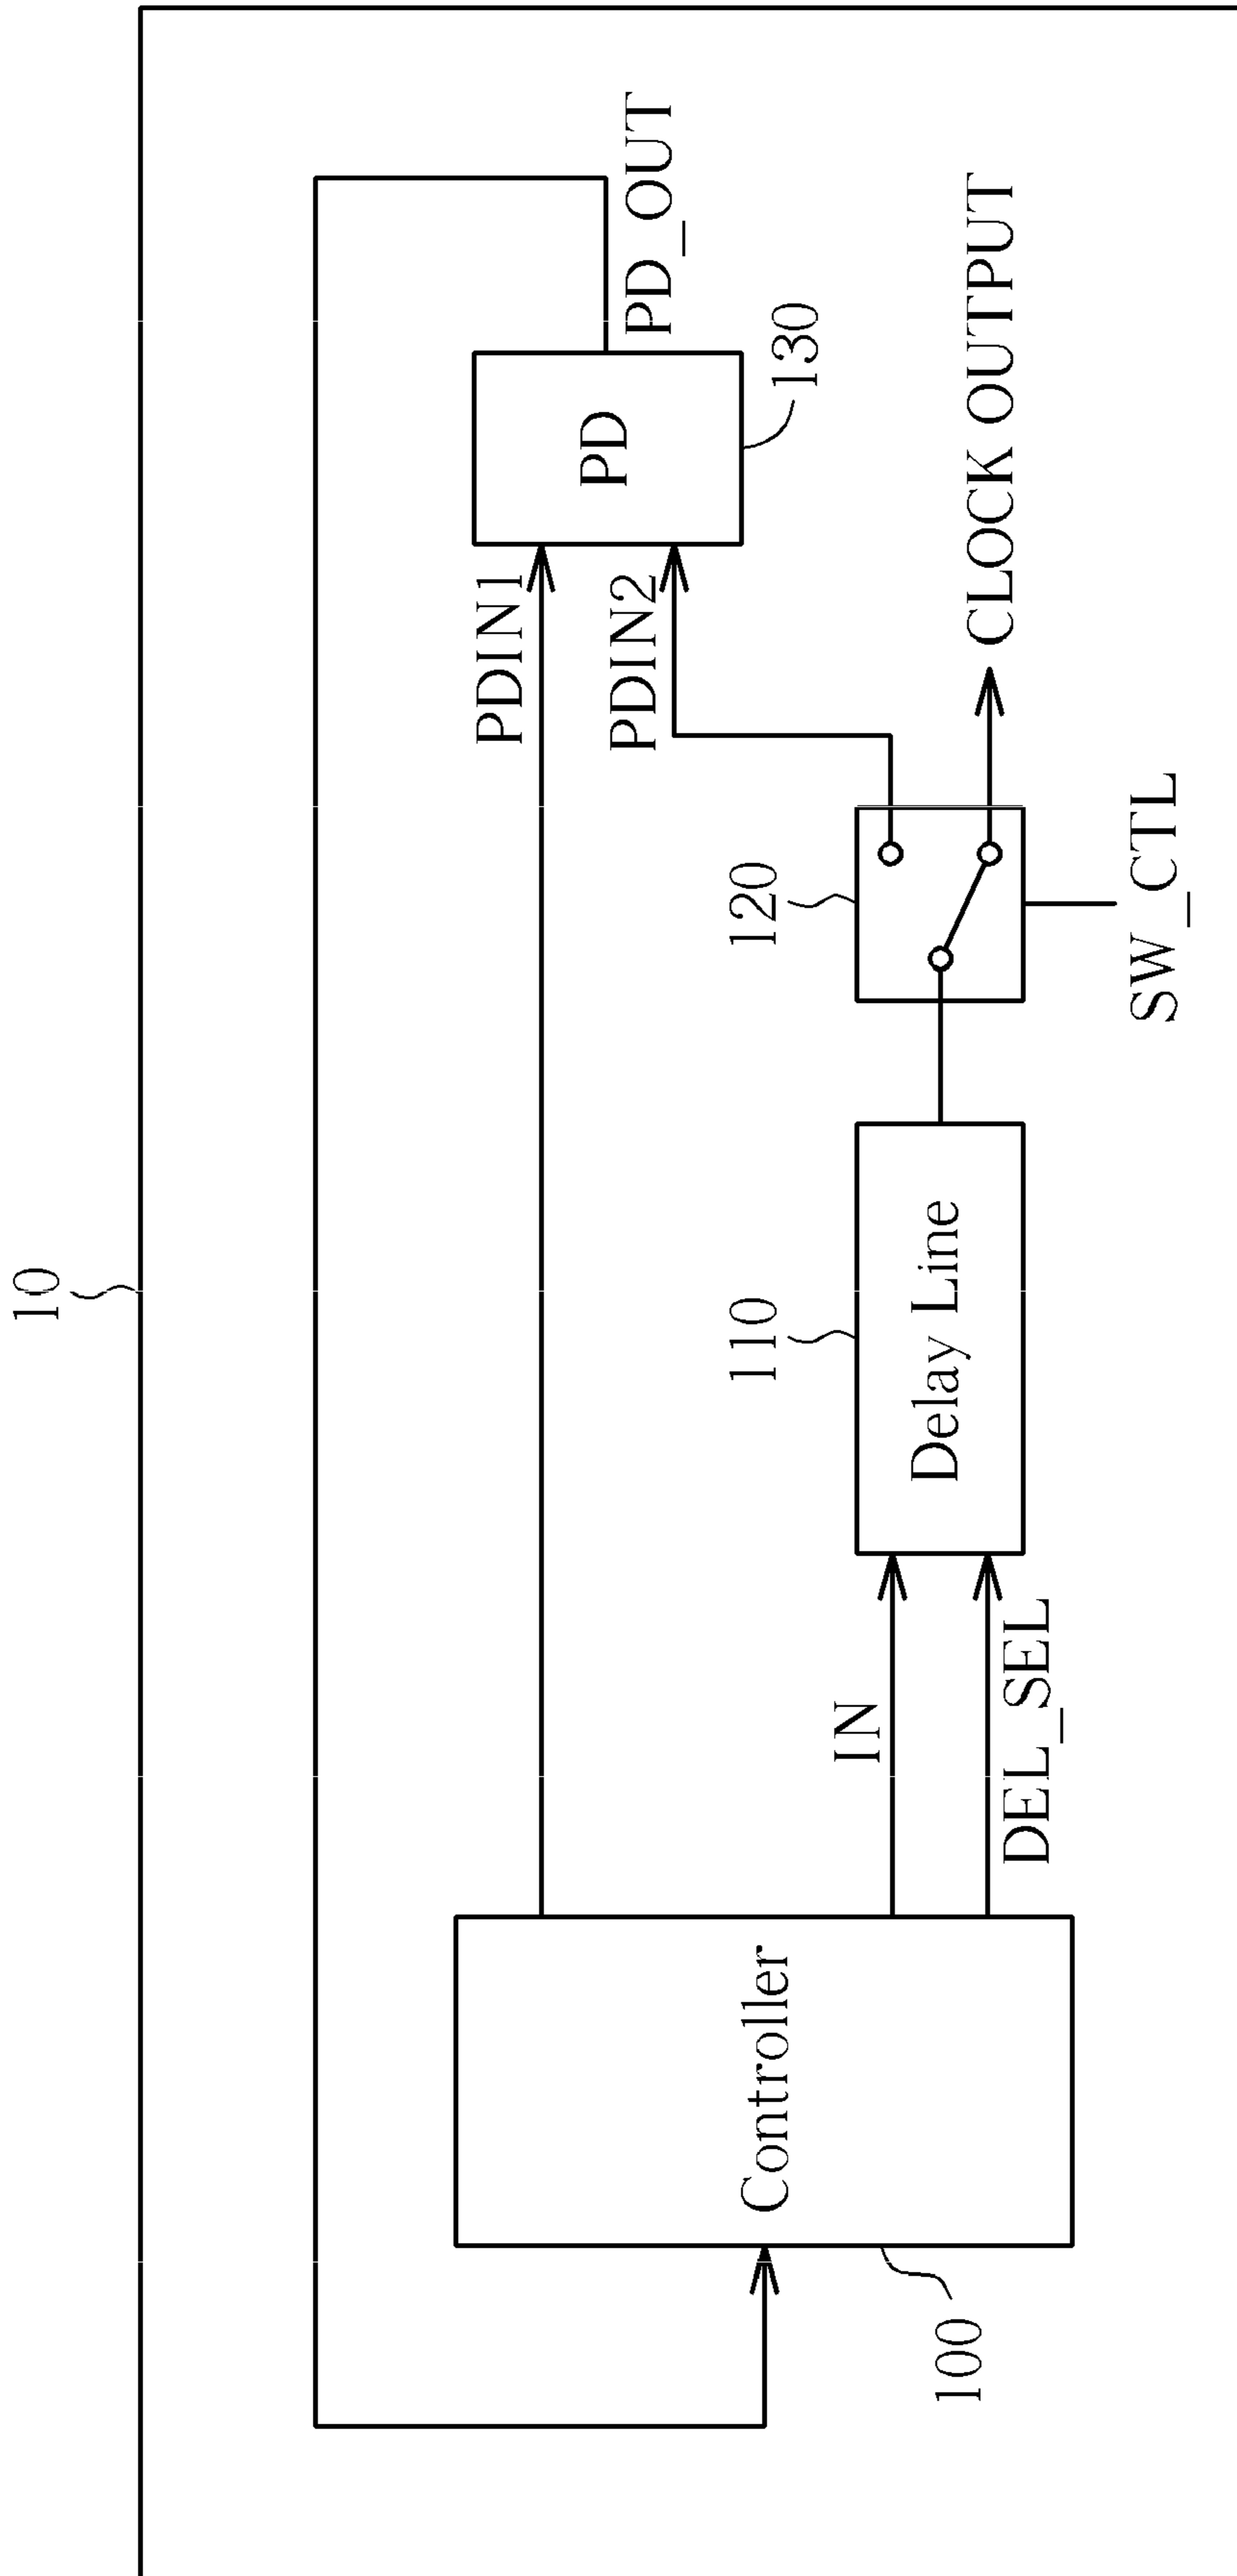 10
PD_OUT
PD
130
PDIN1
PDIN2
CLOCK OUTPUT
120
SW_CTL
110
Delay Line
IN
DEL_SEL
Controller
100